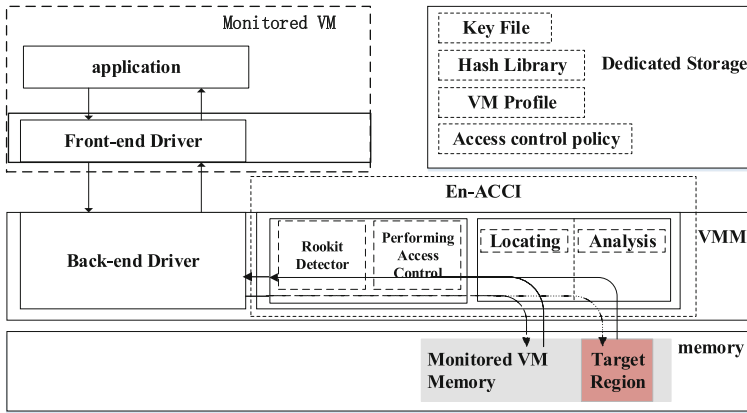 Monitored VM
application
Front-end Driver
Key File
Hash Library
Dedicated Storage
VM Profile
Access control policy
En-ACCI
VMM
Back-end Driver
Rookit
Detector
Performing
Access
Control
Locating
Analysis
memory
Monitored VM
Memory
Target
Region